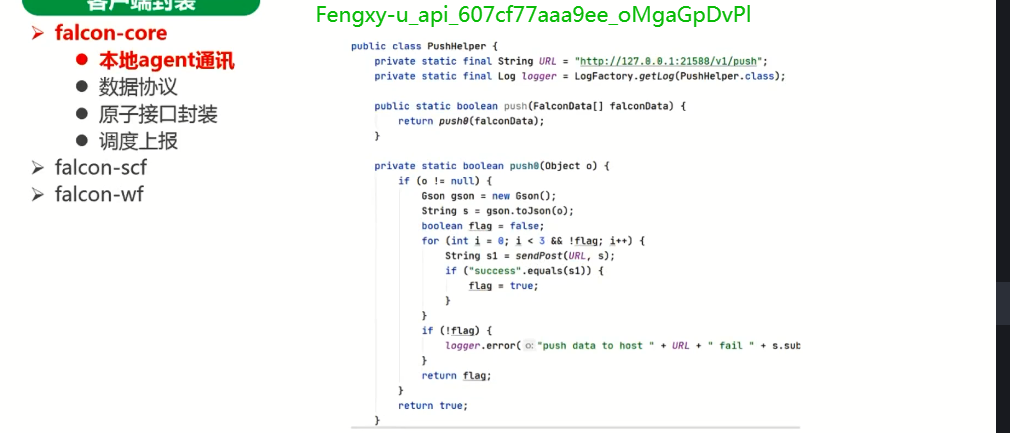 客户端封装
Fengxy-u_api_607cf77aaa9ee_oMgaGpDvPl
falcon-core
本地agent通讯
数据协议
原子接口封装
调度上报
falcon-scf
falcon-wf
public class PushHelper {
private static final String URL = "http://127.0.0.1:21588/v1/push";
private static final Log logger = LogFactory.getLog(PushHelper.class);
public static boolean push(FalconData[] falconData) {
return push0(falconData);
}
private static boolean push0(Object o) {
if (o != null) {
Gson gson = new Gson();
String s = gson.toJson(o);
boolean flag = false;
for (int i = 0; i < 3 && !flag; i++) {
String s1 = sendPost(URL, s);
if ("success".equals(s1)) {
flag = true;
}
}
if (!flag) {
logger.error( o: "push data to host " + URL + " fail " + s.sub
}
return flag;
}
return true;
}